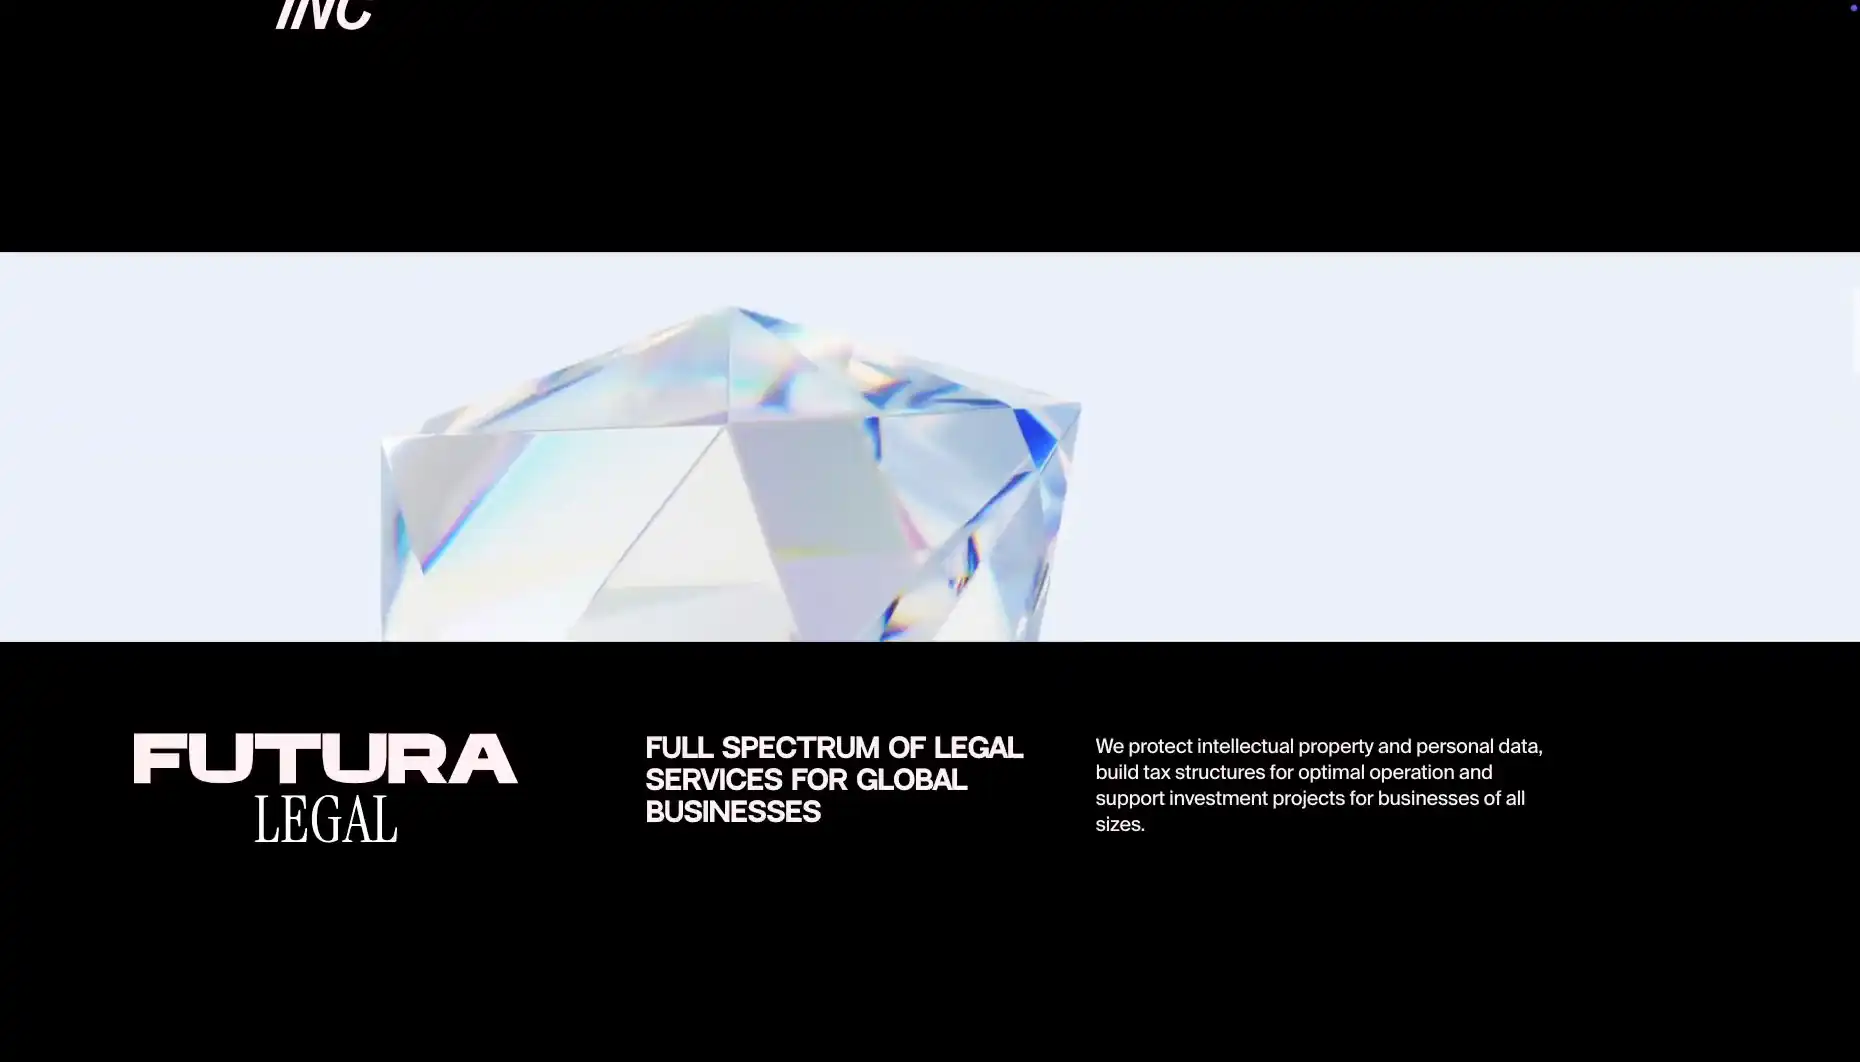 INC
FUTURA
LEGAL
FULL SPECTRUM OF LEGAL
SERVICES FOR GLOBAL
BUSINESSES
We protect intellectual property and personal data,
build tax structures for optimal operation and
support investment projects for businesses of all
sizes.